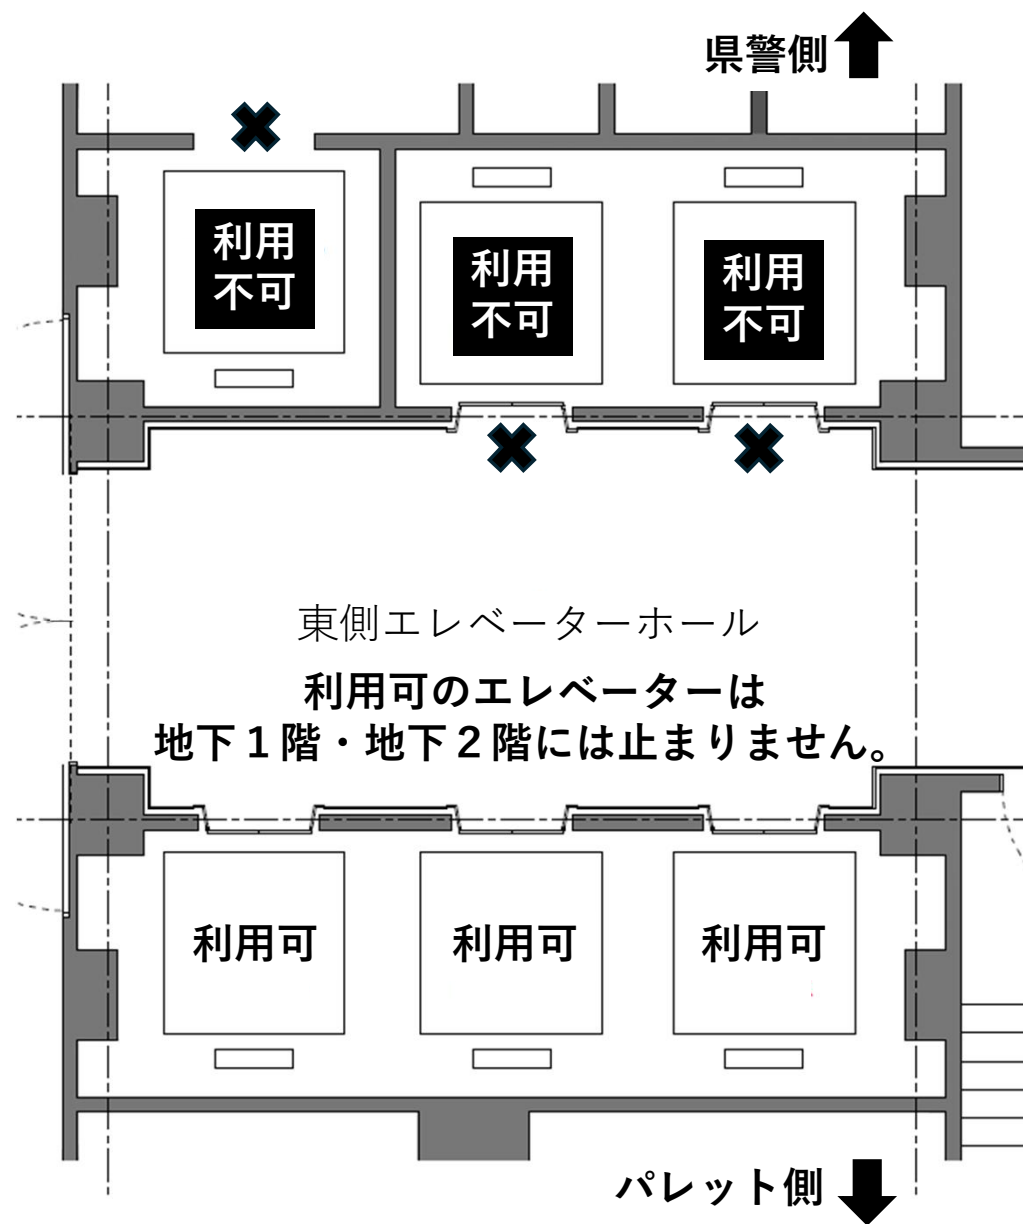 県警側
利用
不可
利用
不可
利用
不可
東側エレベーターホール
利用可のエレベーターは
地下１階・地下２階には止まりません。
利用可
利用可
利用可
パレット側